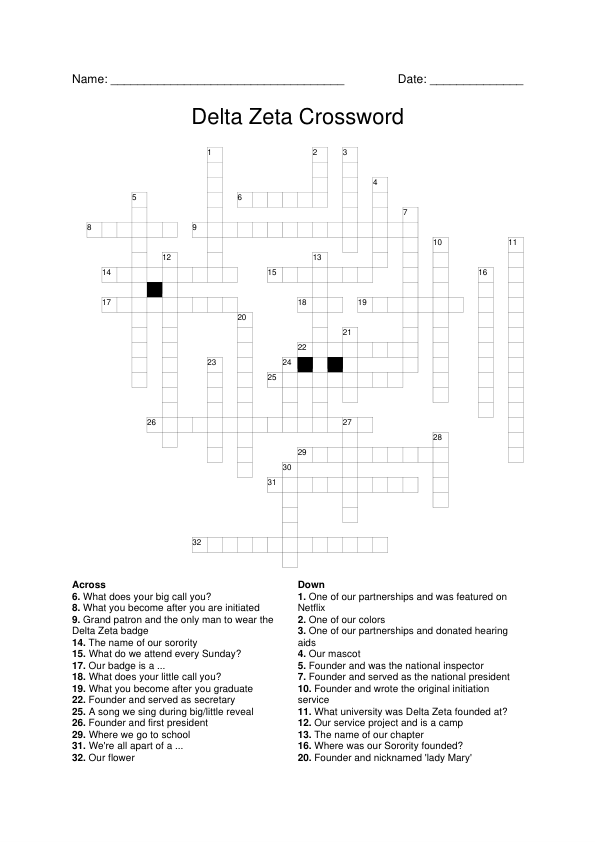 Name: ___________________________________ Date: ______________
Delta Zeta Crossword
1 2 3
4
5 6
7
8 9
10 11
12 13
14 15 16
17 18 19
20
21
22
23 24
25
26 27
28
29
30
31
32
Across
6. What does your big call you?
8. What you become after you are initiated
9. Grand patron and the only man to wear the
Delta Zeta badge
14. The name of our sorority
15. What do we attend every Sunday?
17. Our badge is a ...
18. What does your little call you?
19. What you become after you graduate
22. Founder and served as secretary
25. A song we sing during big/little reveal
26. Founder and first president
29. Where we go to school
31. We're all apart of a ...
32. Our flower
Down
1. One of our partnerships and was featured on
Netflix
2. One of our colors
3. One of our partnerships and donated hearing
aids
4. Our mascot
5. Founder and was the national inspector
7. Founder and served as the national president
10. Founder and wrote the original initiation
service
11. What university was Delta Zeta founded at?
12. Our service project and is a camp
13. The name of our chapter
16. Where was our Sorority founded?
20. Founder and nicknamed 'lady Mary'